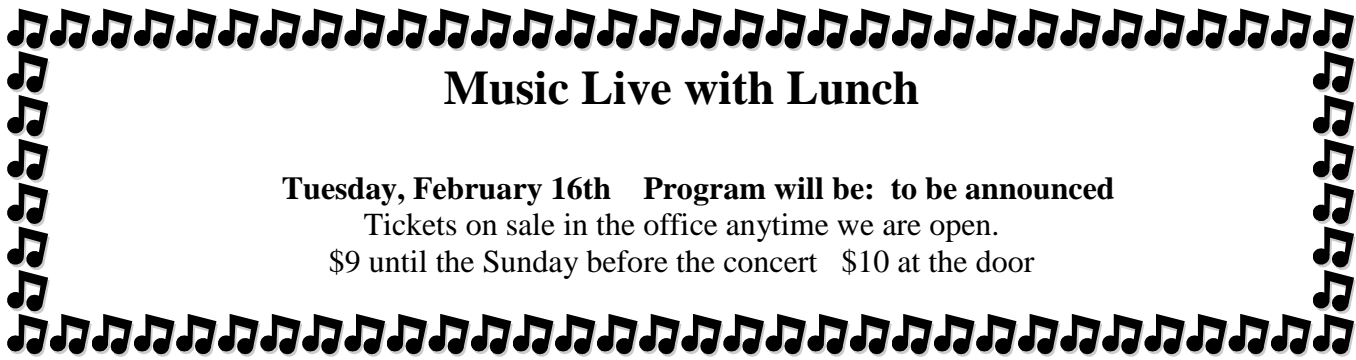 Music Live with Lunch
Tuesday, February 16th    Program will be:  to be announced
Tickets on sale in the office anytime we are open.
$9 until the Sunday before the concert   $10 at the door